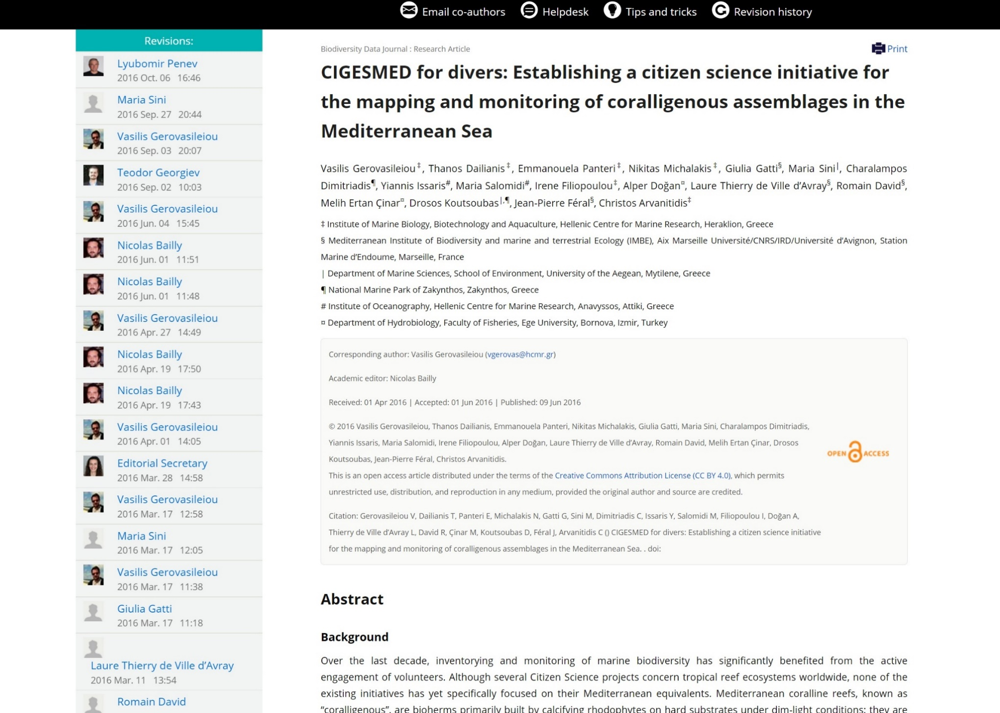 Email co-authors Helpdesk Tips and tricks Revision history
Revisions:
Lyubomir Penev
2016 Oct. 06 16:46
Maria Sini
2016 Sep. 27 20:44
Vasilis Gerovasileiou
2016 Sep. 03 20:07
Teodor Georgiev
2016 Sep. 02 10:03
Vasilis Gerovasileiou
2016 Jun. 04 15:45
Nicolas Bailly
2016 Jun. 01 11:51
Nicolas Bailly
2016 Jun. 01 11:48
Vasilis Gerovasileiou
2016 Apr. 27 14:49
Nicolas Bailly
2016 Apr. 19 17:50
Nicolas Bailly
2016 Apr. 19 17:43
Vasilis Gerovasileiou
2016 Apr. 01 14:05
Editorial Secretary
2016 Mar. 28 14:58
Vasilis Gerovasileiou
2016 Mar. 17 12:58
Maria Sini
2016 Mar. 17 12:05
Vasilis Gerovasileiou
2016 Mar. 17 11:38
Giulia Gatti
2016 Mar. 17 11:18
Laure Thierry de Ville d’Avray
2016 Mar. 11 13:54
Romain David
Biodiversity Data Journal : Research Article
Print
CIGESMED for divers: Establishing a citizen science initiative for
the mapping and monitoring of coralligenous assemblages in the
Mediterranean Sea
Vasilis Gerovasileiou‡, Thanos Dailianis‡, Emmanouela Panteri‡, Nikitas Michalakis‡, Giulia Gatti§, Maria Sini|, Charalampos
Dimitriadis¶, Yiannis Issaris#, Maria Salomidi#, Irene Filiopoulou‡, Alper Doğan¤, Laure Thierry de Ville d’Avray§, Romain David§,
Melih Ertan Çinar¤, Drosos Koutsoubas|,¶, Jean-Pierre Féral§, Christos Arvanitidis‡
‡ Institute of Marine Biology, Biotechnology and Aquaculture, Hellenic Centre for Marine Research, Heraklion, Greece
§ Mediterranean Institute of Biodiversity and marine and terrestrial Ecology (IMBE), Aix Marseille Université/CNRS/IRD/Université d’Avignon, Station
Marine d’Endoume, Marseille, France
| Department of Marine Sciences, School of Environment, University of the Aegean, Mytilene, Greece
¶ National Marine Park of Zakynthos, Zakynthos, Greece
# Institute of Oceanography, Hellenic Centre for Marine Research, Anavyssos, Attiki, Greece
¤ Department of Hydrobiology, Faculty of Fisheries, Ege University, Bornova, Izmir, Turkey
Corresponding author: Vasilis Gerovasileiou (vgerovas@hcmr.gr)
Academic editor: Nicolas Bailly
Received: 01 Apr 2016 | Accepted: 01 Jun 2016 | Published: 09 Jun 2016
© 2016 Vasilis Gerovasileiou, Thanos Dailianis, Emmanouela Panteri, Nikitas Michalakis, Giulia Gatti, Maria Sini, Charalampos Dimitriadis,
Yiannis Issaris, Maria Salomidi, Irene Filiopoulou, Alper Doğan, Laure Thierry de Ville d’Avray, Romain David, Melih Ertan Çinar, Drosos
Koutsoubas, Jean-Pierre Féral, Christos Arvanitidis.
This is an open access article distributed under the terms of the Creative Commons Attribution License (CC BY 4.0), which permits
unrestricted use, distribution, and reproduction in any medium, provided the original author and source are credited.
OPEN ACCESS
Citation: Gerovasileiou V, Dailianis T, Panteri E, Michalakis N, Gatti G, Sini M, Dimitriadis C, Issaris Y, Salomidi M, Filiopoulou I, Doğan A,
Thierry de Ville d’Avray L, David R, Çinar M, Koutsoubas D, Féral J, Arvanitidis C () CIGESMED for divers: Establishing a citizen science initiative
for the mapping and monitoring of coralligenous assemblages in the Mediterranean Sea. . doi:
Abstract
Background
Over the last decade, inventorying and monitoring of marine biodiversity has significantly benefited from the active
engagement of volunteers. Although several Citizen Science projects concern tropical reef ecosystems worldwide, none of the
existing initiatives has yet specifically focused on their Mediterranean equivalents. Mediterranean coralline reefs, known as
“coralligenous”, are bioherms primarily built by calcifying rhodophytes on hard substrates under dim-light conditions; they are